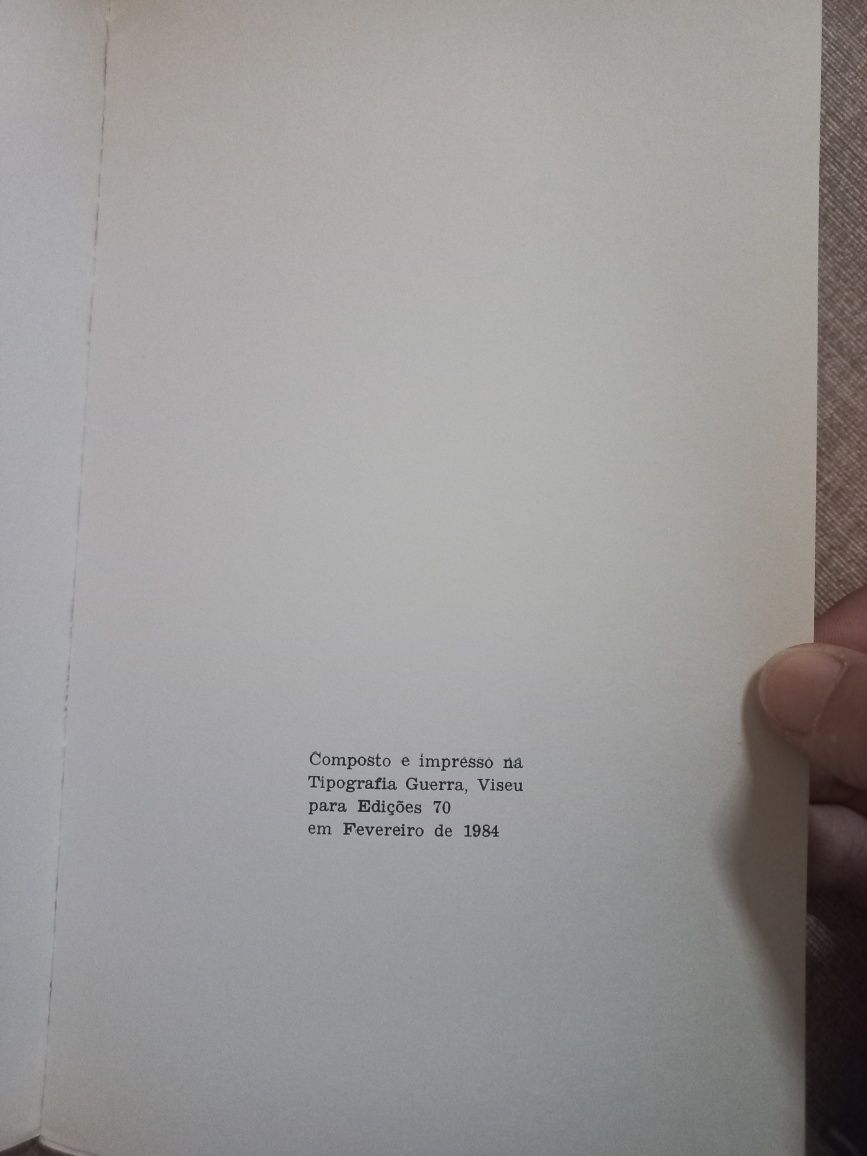 Composto e impresso na
Tipografia Guerra, Viseu
para Edições 70
em Fevereiro de 1984